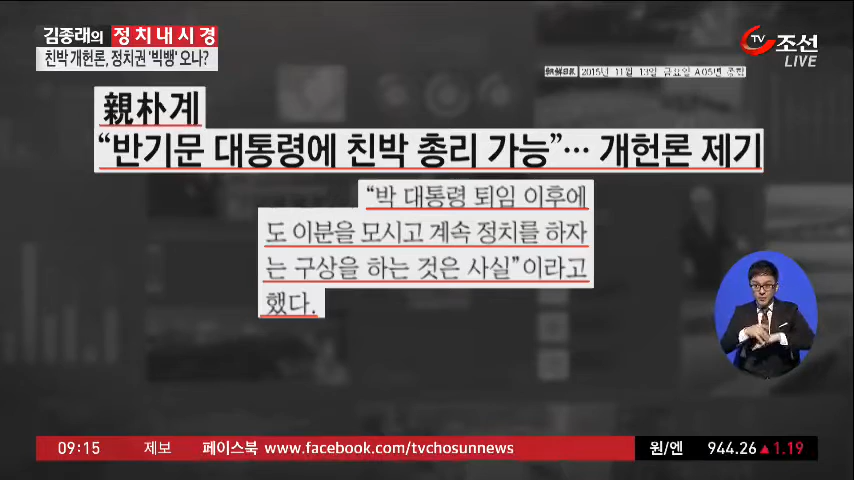 김종래의 정치내시경
친박 개헌론, 정치권 '빅뱅' 오나?
TV조선
LIVE
朝鮮日報 2015년 11월 13일 금요일 A05면 종합
親朴계
“반기문 대통령에 친박 총리 가능”… 개헌론 제기
“박 대통령 퇴임 이후에
도 이분을 모시고 계속 정치를 하자
는 구상을 하는 것은 사실”이라고
했다.
09:15 제보 페이스북 www.facebook.com/tvchosunnews 원/엔 944.26▲1.19